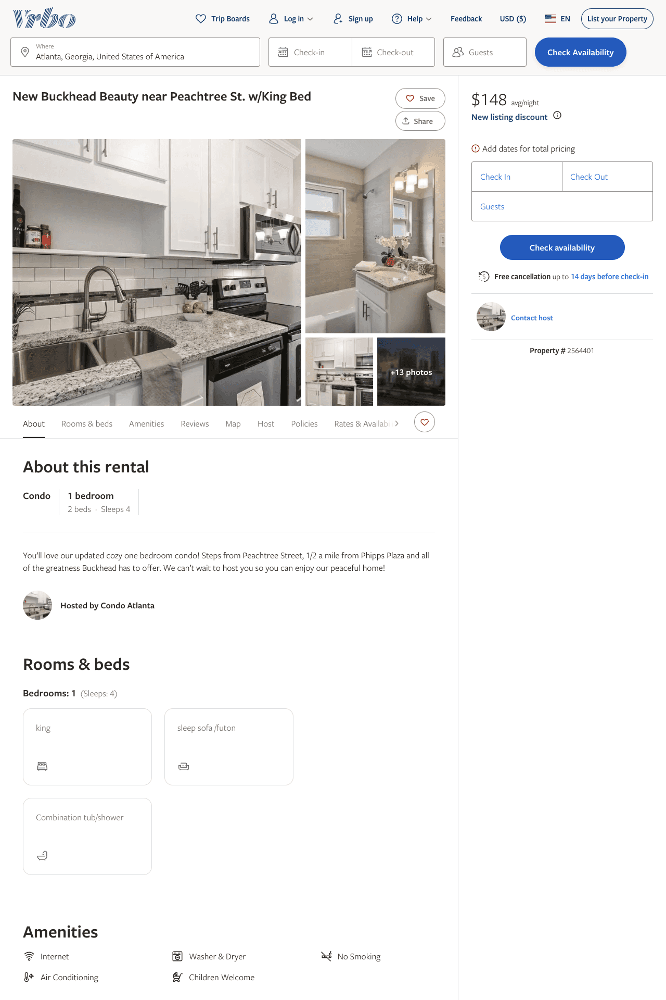 Vrbo
Trip Boards
Log in
Sign up
Help
Feedback
USD ($)
EN
List your Property
Where
Atlanta, Georgia, United States of America
Check-in
Check-out
Guests
Check Availability
New Buckhead Beauty near Peachtree St. w/King Bed
Save
Share
+13 photos
$148 avg/night
New listing discount
Add dates for total pricing
Check In
Check Out
Guests
Check availability
Free cancellation up to 14 days before check-in
Contact host
Property # 2564401
About
Rooms & beds
Amenities
Reviews
Map
Host
Policies
Rates & Availabil
About this rental
Condo
1 bedroom
2 beds · Sleeps 4
You’ll love our updated cozy one bedroom condo! Steps from Peachtree Street, 1/2 a mile from Phipps Plaza and all
of the greatness Buckhead has to offer. We can’t wait to host you so you can enjoy our peaceful home!
Hosted by Condo Atlanta
Rooms & beds
Bedrooms: 1 (Sleeps: 4)
king
sleep sofa /futon
Combination tub/shower
Amenities
Internet
Washer & Dryer
No Smoking
Air Conditioning
Children Welcome